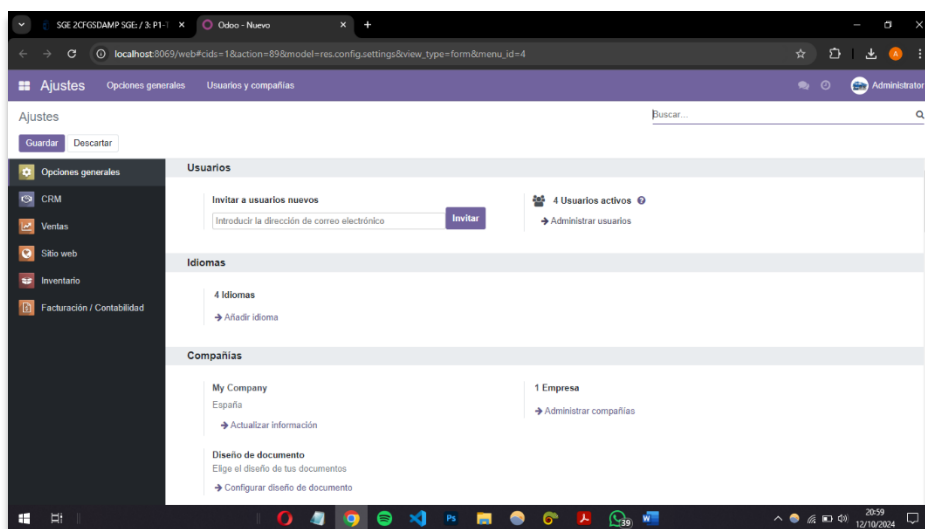 SGE 2CFGSDAMP SGE: / 3: P1-T
Odoo - Nuevo
localhost:8069/web#cids=1&action=89&model=res.config.settings&view_type=form&menu_id=4
A
Ajustes Opciones generales Usuarios y compañías Administrator
Ajustes Buscar...
Guardar Descartar
Opciones generales
CRM
Ventas
Sitio web
Inventario
Facturación / Contabilidad
Usuarios
Invitar a usuarios nuevos
Introducir la dirección de correo electrónico Invitar
4 Usuarios activos ?
Administrar usuarios
Idiomas
4 Idiomas
Añadir idioma
Compañías
My Company
España
Actualizar información
1 Empresa
Administrar compañías
Diseño de documento
Elige el diseño de tus documentos
Configurar diseño de documento
Ps
39
W
20:59
12/10/2024